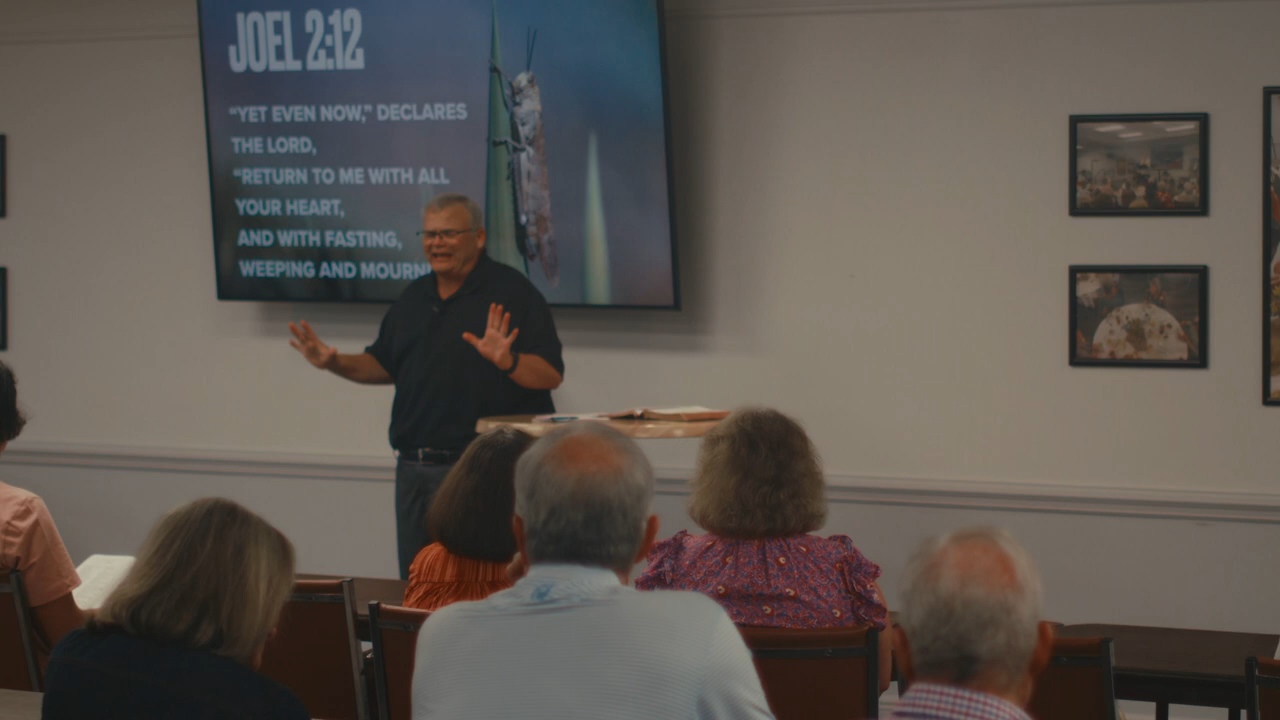 JOEL 2:12
“YET EVEN NOW,” DECLARES
THE LORD,
“RETURN TO ME WITH ALL
YOUR HEART,
AND WITH FASTING,
WEEPING AND MOURNI